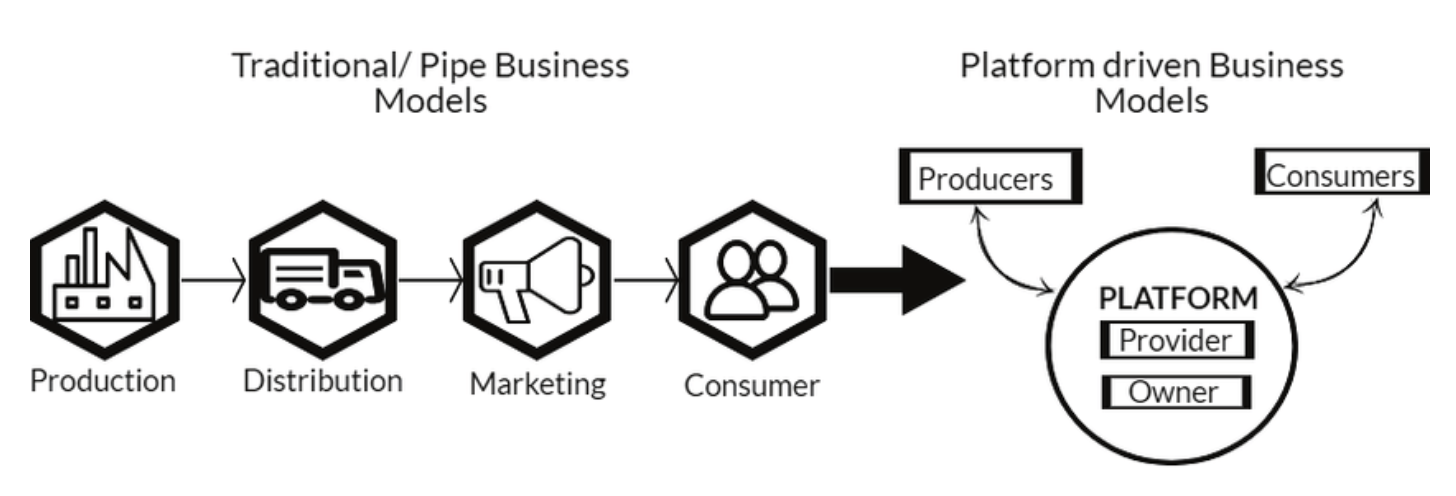 Traditional/ Pipe Business
Models
Production
Distribution
Marketing
Consumer
Platform driven Business
Models
Producers
Consumers
PLATFORM
Provider
Owner